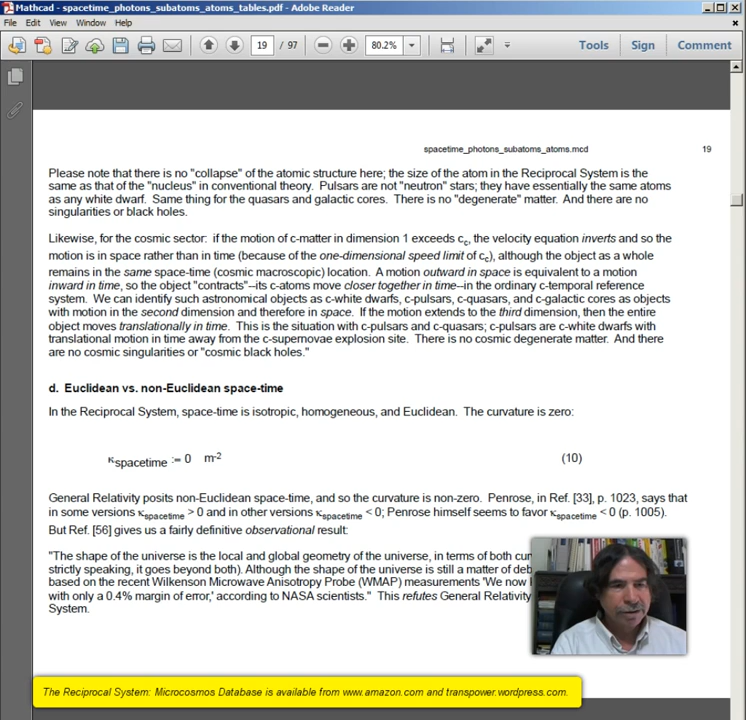 Mathcad - spacetime_photons_subatoms_atoms_tables.pdf - Adobe Reader
File Edit View Window Help
19 / 97 80.2% Tools Sign Comment
spacetime_photons_subatoms_atoms.mcd 19
Please note that there is no "collapse" of the atomic structure here; the size of the atom in the Reciprocal System is the
same as that of the "nucleus" in conventional theory. Pulsars are not "neutron" stars; they have essentially the same atoms
as any white dwarf. Same thing for the quasars and galactic cores. There is no "degenerate" matter. And there are no
singularities or black holes.
Likewise, for the cosmic sector: if the motion of c-matter in dimension 1 exceeds cc, the velocity equation inverts and so the
motion is in space rather than in time (because of the one-dimensional speed limit of cc), although the object as a whole
remains in the same space-time (cosmic macroscopic) location. A motion outward in space is equivalent to a motion
inward in time, so the object "contracts"--its c-atoms move closer together in time--in the ordinary c-temporal reference
system. We can identify such astronomical objects as c-white dwarfs, c-pulsars, c-quasars, and c-galactic cores as objects
with motion in the second dimension and therefore in space. If the motion extends to the third dimension, then the entire
object moves translationally in time. This is the situation with c-pulsars and c-quasars; c-pulsars are c-white dwarfs with
translational motion in time away from the c-supernovae explosion site. There is no cosmic degenerate matter. And there
are no cosmic singularities or "cosmic black holes."
d. Euclidean vs. non-Euclidean space-time
In the Reciprocal System, space-time is isotropic, homogeneous, and Euclidean. The curvature is zero:
κspacetime := 0 m-2 (10)
General Relativity posits non-Euclidean space-time, and so the curvature is non-zero. Penrose, in Ref. [33], p. 1023, says that
in some versions κspacetime > 0 and in other versions κspacetime < 0; Penrose himself seems to favor κspacetime < 0 (p. 1005).
But Ref. [56] gives us a fairly definitive observational result:
"The shape of the universe is the local and global geometry of the universe, in terms of both
strictly speaking, it goes beyond both). Although the shape of the universe is still a matter of
based on the recent Wilkenson Microwave Anisotropy Probe (WMAP) measurements 'We now
with only a 0.4% margin of error,' according to NASA scientists." This refutes General Relativity
System.
The Reciprocal System: Microcosmos Database is available from www.amazon.com and transpower.wordpress.com.